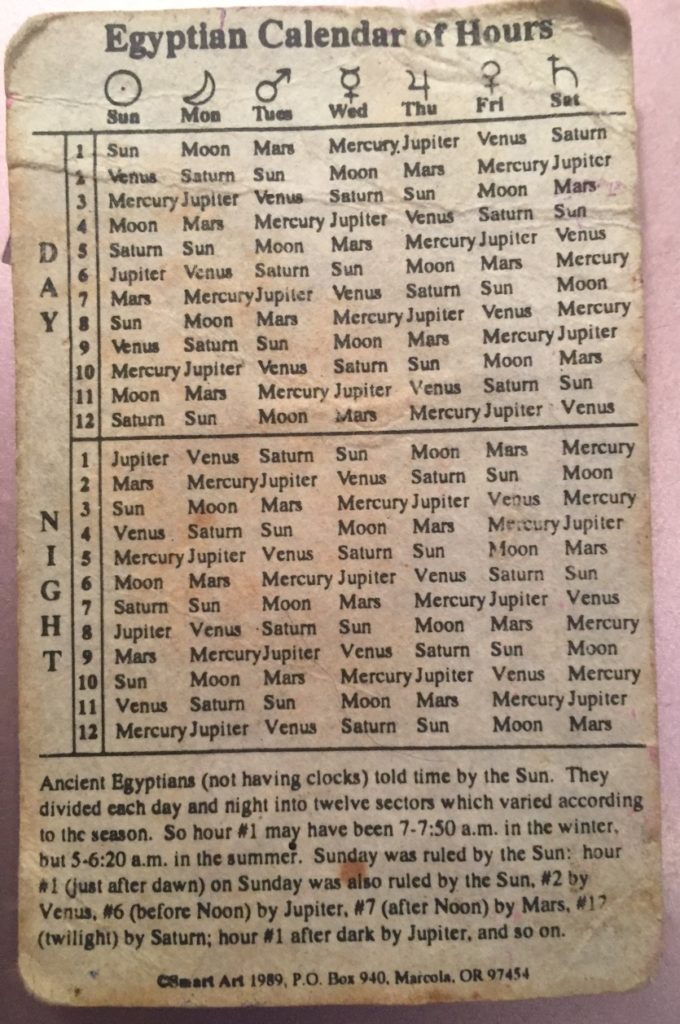 Egyptian Calendar of Hours
☉ ☽ ♂ ☿ ♃ ♀ ♄
Sun Mon Tues Wed Thu Fri Sat
DAY
1 Sun Moon Mars Mercury Jupiter Venus Saturn
2 Venus Saturn Sun Moon Mars Mercury Jupiter
3 Mercury Jupiter Venus Saturn Sun Moon Mars
4 Moon Mars Mercury Jupiter Venus Saturn Sun
5 Saturn Sun Moon Mars Mercury Jupiter Venus
6 Jupiter Venus Saturn Sun Moon Mars Mercury
7 Mars Mercury Jupiter Venus Saturn Sun Moon
8 Sun Moon Mars Mercury Jupiter Venus Mercury
9 Venus Saturn Sun Moon Mars Mercury Jupiter
10 Mercury Jupiter Venus Saturn Sun Moon Mars
11 Moon Mars Mercury Jupiter Venus Saturn Sun
12 Saturn Sun Moon Mars Mercury Jupiter Venus
NIGHT
1 Jupiter Venus Saturn Sun Moon Mars Mercury
2 Mars Mercury Jupiter Venus Saturn Sun Moon
3 Sun Moon Mars Mercury Jupiter Venus Mercury
4 Venus Saturn Sun Moon Mars Mercury Jupiter
5 Mercury Jupiter Venus Saturn Sun Moon Mars
6 Moon Mars Mercury Jupiter Venus Saturn Sun
7 Saturn Sun Moon Mars Mercury Jupiter Venus
8 Jupiter Venus Saturn Sun Moon Mars Mercury
9 Mars Mercury Jupiter Venus Saturn Sun Moon
10 Sun Moon Mars Mercury Jupiter Venus Mercury
11 Venus Saturn Sun Moon Mars Mercury Jupiter
12 Mercury Jupiter Venus Saturn Sun Moon Mars
Ancient Egyptians (not having clocks) told time by the Sun. They
divided each day and night into twelve sectors which varied according
to the season. So hour #1 may have been 7-7:50 a.m. in the winter,
but 5-6:20 a.m. in the summer. Sunday was ruled by the Sun: hour
#1 (just after dawn) on Sunday was also ruled by the Sun, #2 by
Venus, #6 (before Noon) by Jupiter, #7 (after Noon) by Mars, #12
(twilight) by Saturn; hour #1 after dark by Jupiter, and so on.
©Smart Art 1989, P.O. Box 940, Marcola, OR 97454